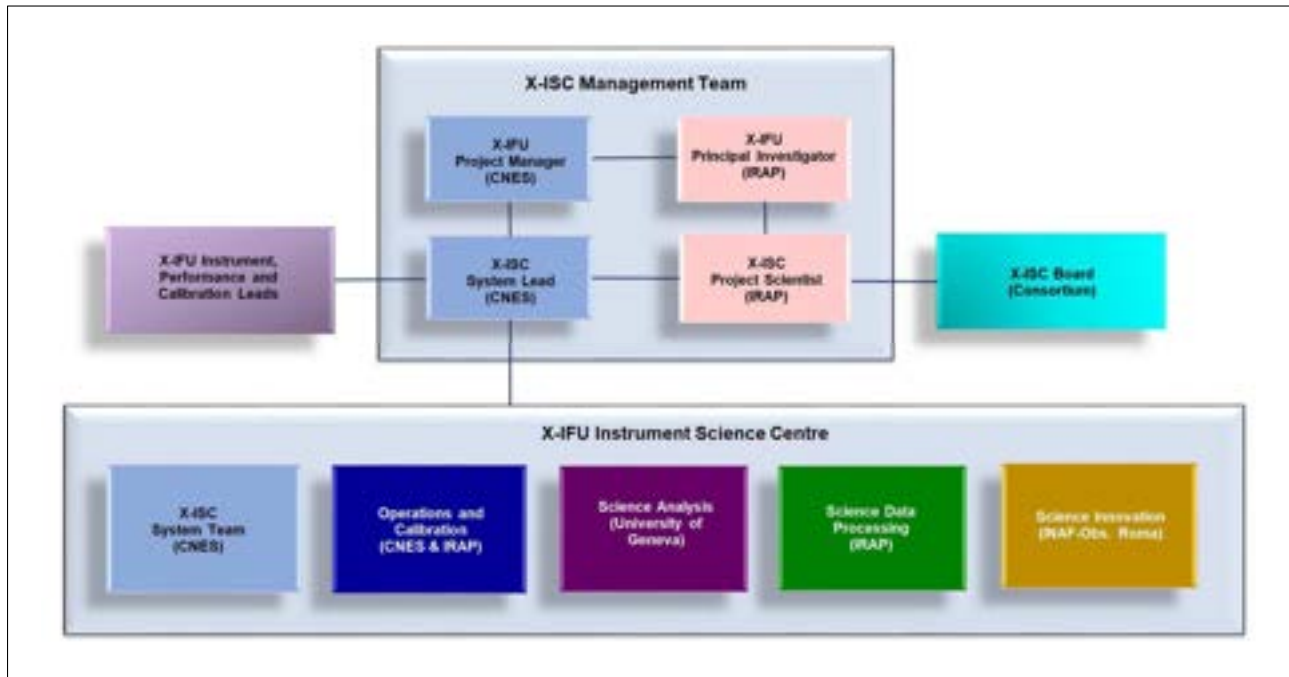 X-ISC Management Team
X-IFU
Project Manager
(CNES)
X-IFU
Principal Investigator
(IRAP)
X-IFU Instrument,
Performance and
Calibration Leads
X-ISC
System Lead
(CNES)
X-ISC
Project Scientist
(IRAP)
X-ISC Board
(Consortium)
X-IFU Instrument Science Centre
X-ISC
System Team
(CNES)
Operations and
Calibration
(CNES & IRAP)
Science Analysis
(University of
Geneva)
Science Data
Processing
(IRAP)
Science Innovation
(INAF-Obs. Roma)